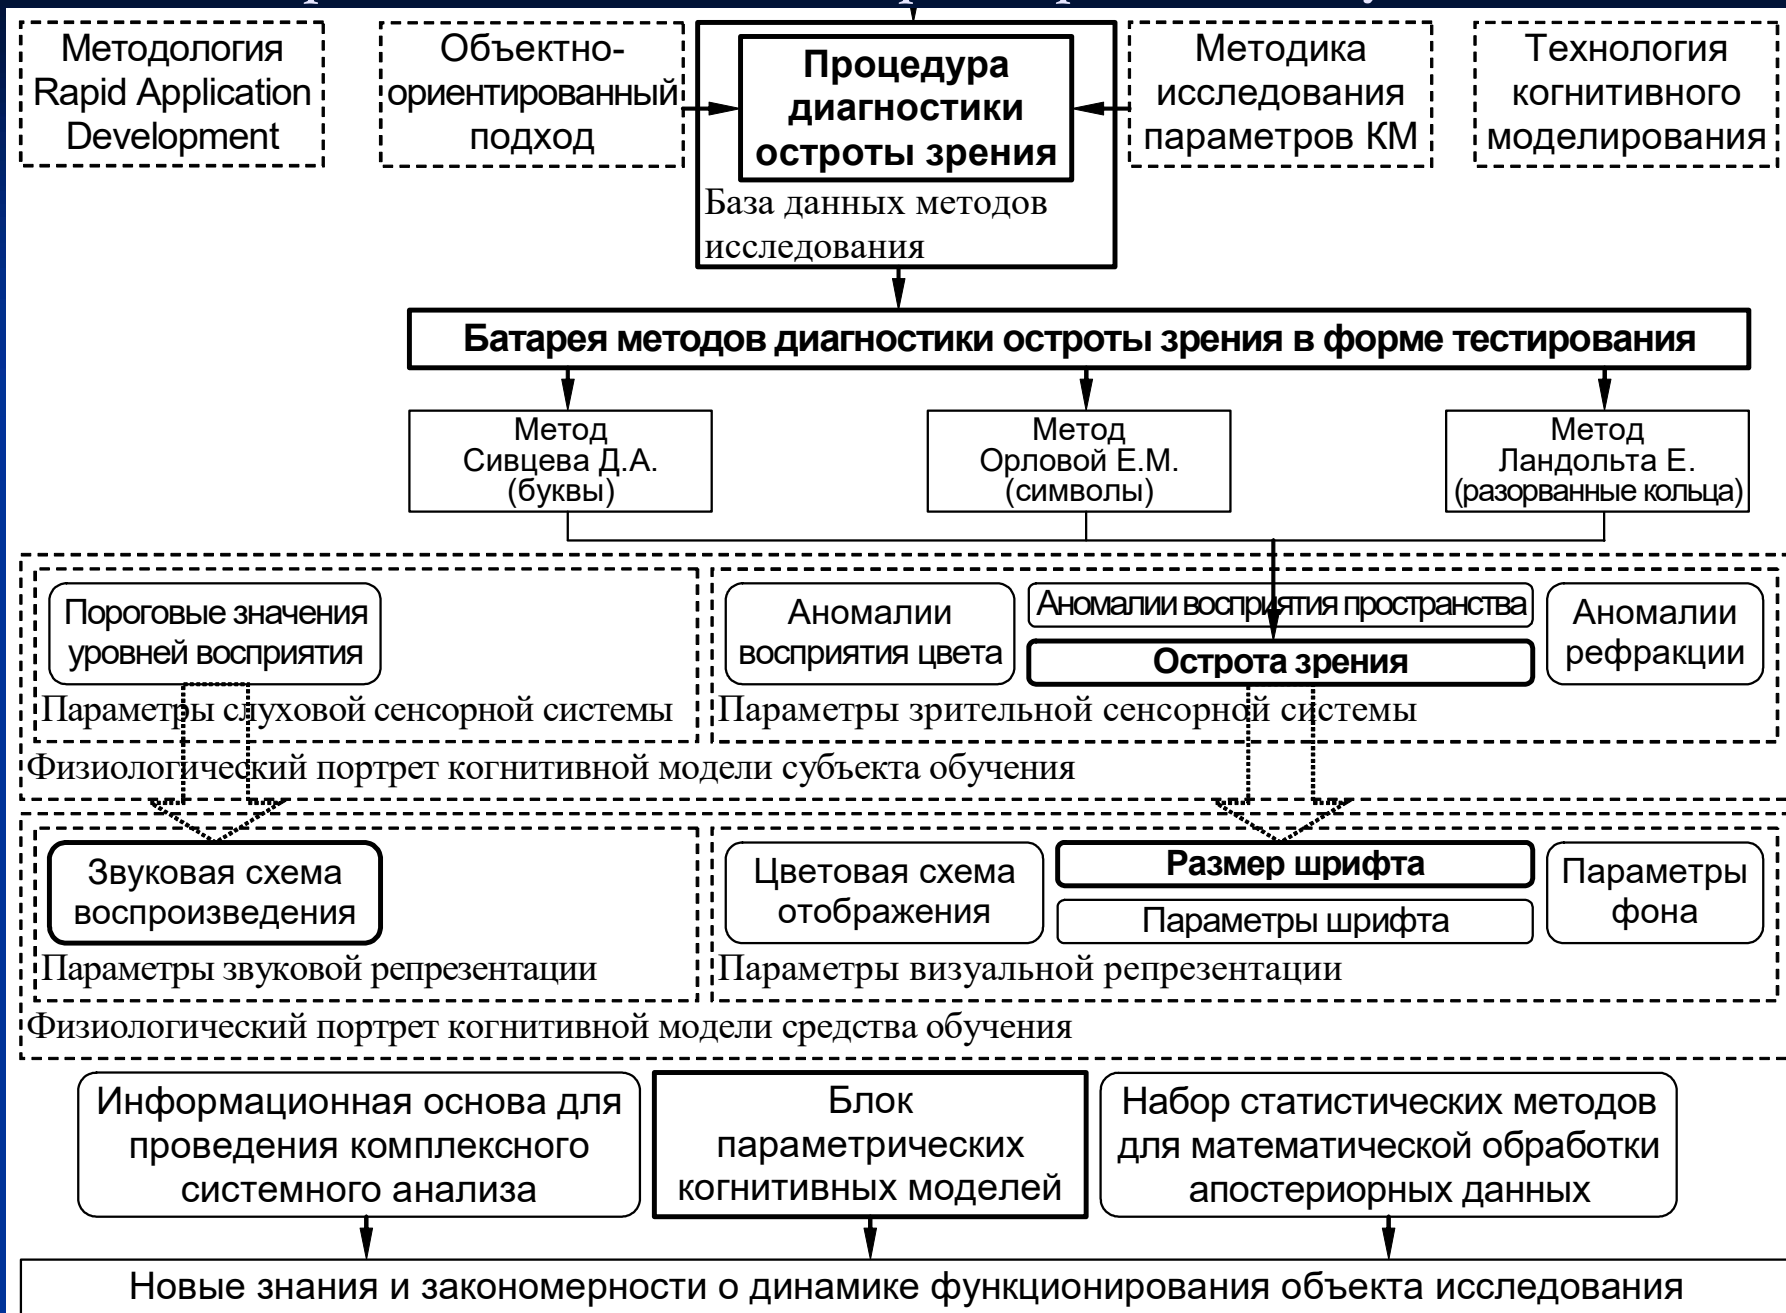 Методология
Rapid Application
Development
Объектно-
ориентированный
подход
Процедура
диагностики
остроты зрения
Методика
исследования
параметров КМ
Технология
когнитивного
моделирования
База данных методов
исследования
Батарея методов диагностики остроты зрения в форме тестирования
Метод
Сивцева Д.А.
(буквы)
Метод
Орловой Е.М.
(символы)
Метод
Ландольта Е.
(разорванные кольца)
Пороговые значения
уровней восприятия
Параметры слуховой сенсорной системы
Аномалии
восприятия цвета
Аномалии восприятия пространства
Острота зрения
Аномалии
рефракции
Параметры зрительной сенсорной системы
Физиологический портрет когнитивной модели субъекта обучения
Звуковая схема
воспроизведения
Параметры звуковой репрезентации
Цветовая схема
отображения
Размер шрифта
Параметры шрифта
Параметры
фона
Параметры визуальной репрезентации
Физиологический портрет когнитивной модели средства обучения
Информационная основа для
проведения комплексного
системного анализа
Блок
параметрических
когнитивных моделей
Набор статистических методов
для математической обработки
апостериорных данных
Новые знания и закономерности о динамике функционирования объекта исследования